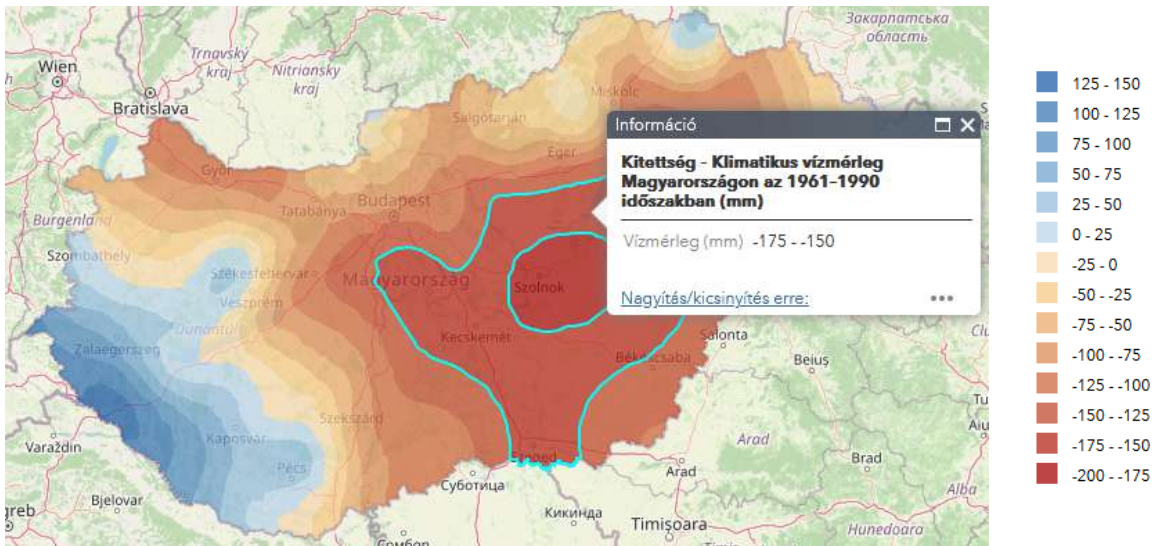 Закарпатська
область
Trnavský
kraj
Nitriansky
kraj
Wien
Bratislava
Miskolc
Salgótarján
Eger
Győr
Tatabánya
Budapest
Burgenland
Szombathely
Székesfehérvár
Magyarország
Szolnok
Veszprém
Dunántúl
Zalaegerszeg
Kecskemét
Békéscsaba
Salonta
Beiuș
Szekszárd
Kaposvár
Pécs
Szeged
Varaždin
Arad
Arad
Brad
Суботица
Bjelovar
Кикинда
Timișoara
Hunedoara
Alba
Сомбор
Információ
Kitettség - Klimatikus vízmérleg
Magyarországon az 1961-1990
időszakban (mm)
Vízmérleg (mm) -175 - -150
Nagyítás/kicsinyítés erre:
125 - 150
100 - 125
75 - 100
50 - 75
25 - 50
0 - 25
-25 - 0
-50 - -25
-75 - -50
-100 - -75
-125 - -100
-150 - -125
-175 - -150
-200 - -175